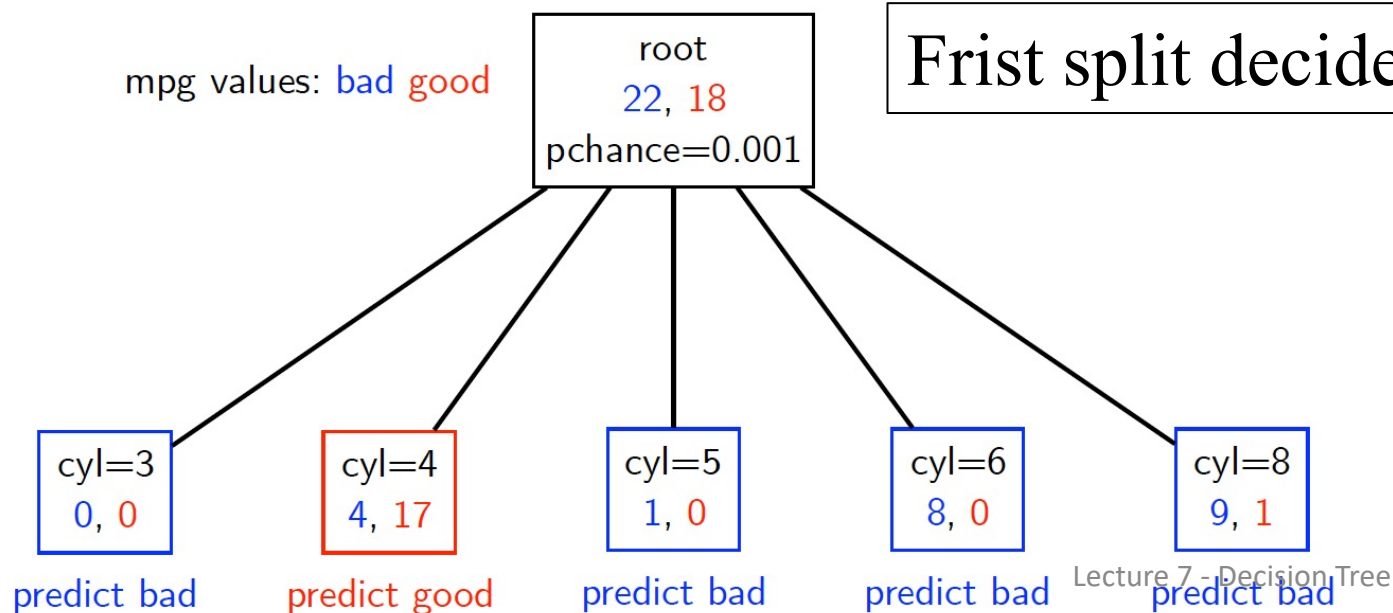 root
22, 18
pchance=0.001
mpg values: bad good
Frist split decide
cyl=3
0, 0
predict bad
cyl=4
4, 17
predict good
cyl=5
1, 0
predict bad
cyl=6
8, 0
predict bad
cyl=8
9, 1
predict bad
Lecture 7 - Decision Tree